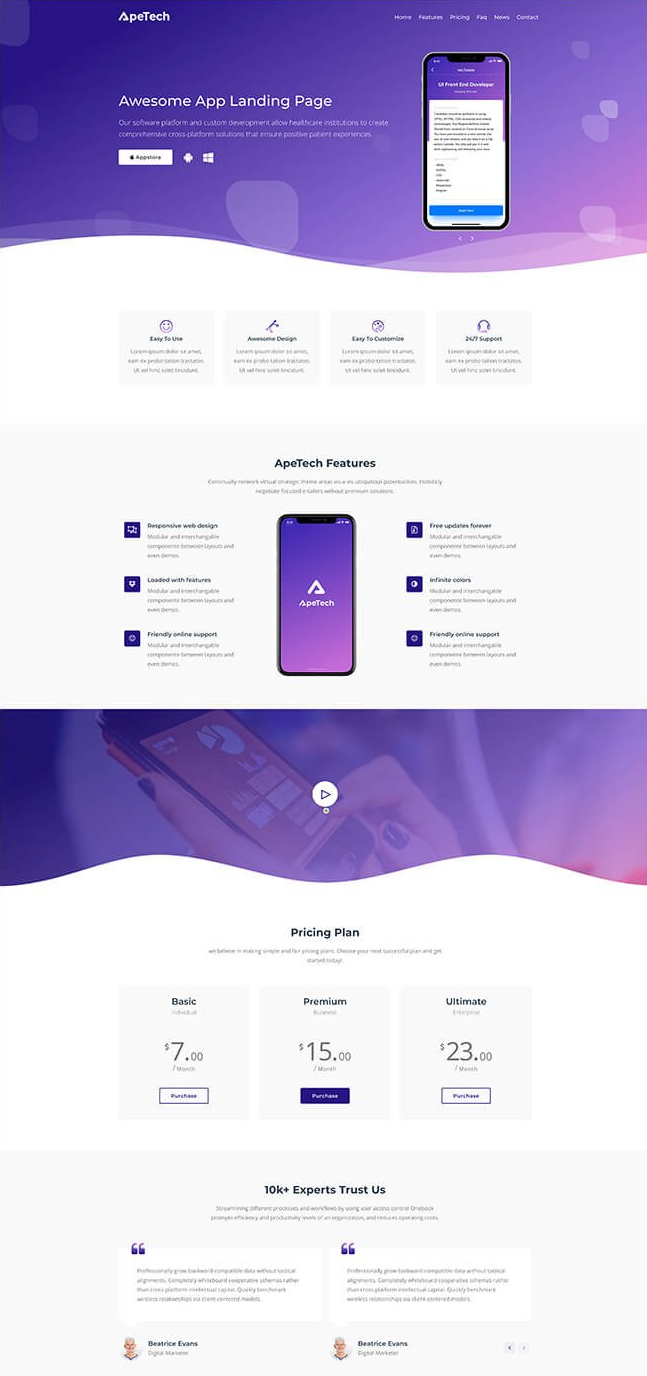 ApeTech
Home Features Pricing Faq News Contact
Awesome App Landing Page
Our software platform and custom development allow healthcare institutions to create
comprehensive cross-platform solutions that ensure positive patient experiences.
Appstore
Job Details
UI Front End Developer
Apply Now
Easy To Use
Lorem ipsum dolor sit amet,
eam ex probo tation tractatos.
Ut vel hinc solet tincidunt.
Awesome Design
Lorem ipsum dolor sit amet,
eam ex probo tation tractatos.
Ut vel hinc solet tincidunt.
Easy To Customize
Lorem ipsum dolor sit amet,
eam ex probo tation tractatos.
Ut vel hinc solet tincidunt.
24/7 Support
Lorem ipsum dolor sit amet,
eam ex probo tation tractatos.
Ut vel hinc solet tincidunt.
ApeTech Features
Continually network virtual strategic theme areas vis-a-vis ubiquitous potentialities. Holisticly
negotiate focused e-tailers without premium solutions.
Responsive web design
Modular and interchangable
componente between layouts and
even demos.
Loaded with features
Modular and interchangable
componente between layouts and
even demos.
Friendly online support
Modular and interchangable
componente between layouts and
even demos.
ApeTech
Free updates forever
Modular and interchangable
componente between layouts and
even demos.
Infinite colors
Modular and interchangable
componente between layouts and
even demos.
Friendly online support
Modular and interchangable
componente between layouts and
even demos.
Pricing Plan
we believe in making simple and fair pricing plans. Choose your next successful plan and get
started today!
Basic
Individual
$7.00
/ Month
Purchase
Premium
Business
$15.00
/ Month
Purchase
Ultimate
Enterprise
$23.00
/ Month
Purchase
10k+ Experts Trust Us
Streamlining different processes and workflows by using user access control Onebook
prompts efficiency and productivity levels of an organization, and reduces operating costs.
Professionally grow backward-compatible data without tactical
alignments. Completely whiteboard cooperative schemas rather
than cross-platform intellectual capital. Quickly benchmark
wireless relationships via client-centered models.
Beatrice Evans
Digital Marketer
Professionally grow backward-compatible data without tactical
alignments. Completely whiteboard cooperative schemas rather
than cross-platform intellectual capital. Quickly benchmark
wireless relationships via client-centered models.
Beatrice Evans
Digital Marketer